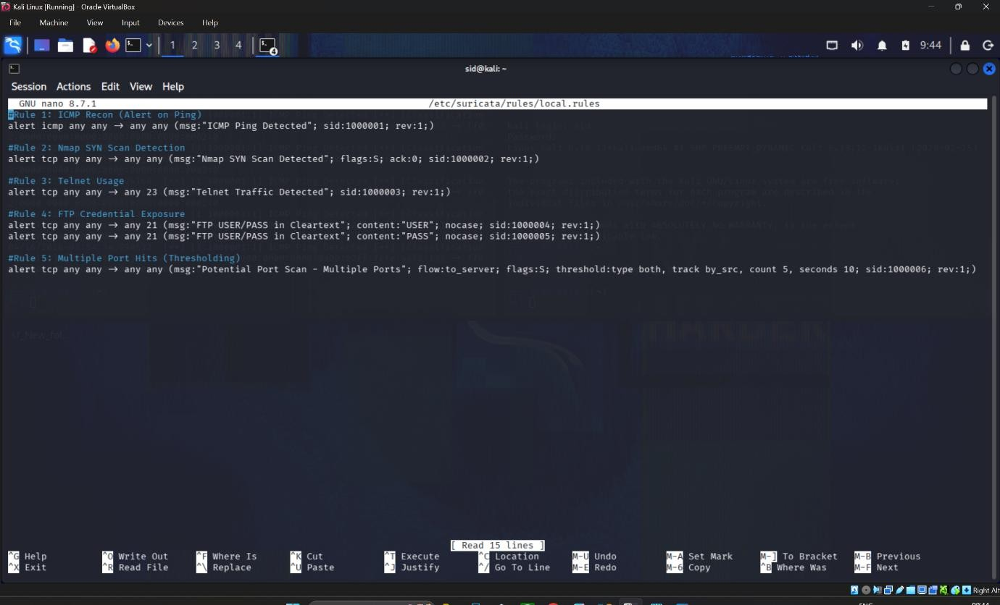 Kali Linux [Running] - Oracle VirtualBox
File Machine View Input Devices Help
1 2 3 4 4 9:44
sid@kali: ~
Session Actions Edit View Help
GNU nano 8.7.1 /etc/suricata/rules/local.rules
#Rule 1: ICMP Recon (Alert on Ping)
alert icmp any any → any any (msg:"ICMP Ping Detected"; sid:1000001; rev:1;)
#Rule 2: Nmap SYN Scan Detection
alert tcp any any → any any (msg:"Nmap SYN Scan Detected"; flags:S; ack:0; sid:1000002; rev:1;)
#Rule 3: Telnet Usage
alert tcp any any → any 23 (msg:"Telnet Traffic Detected"; sid:1000003; rev:1;)
#Rule 4: FTP Credential Exposure
alert tcp any any → any 21 (msg:"FTP USER/PASS in Cleartext"; content:"USER"; nocase; sid:1000004; rev:1;)
alert tcp any any → any 21 (msg:"FTP USER/PASS in Cleartext"; content:"PASS"; nocase; sid:1000005; rev:1;)
#Rule 5: Multiple Port Hits (Thresholding)
alert tcp any any → any any (msg:"Potential Port Scan - Multiple Ports"; flow:to_server; flags:S; threshold:type both, track by_src, count 5, seconds 10; sid:1000006; rev:1;)
sf_New_fol...
[ Read 15 lines ]
^G Help ^O Write Out ^F Where Is ^K Cut ^T Execute ^C Location M-U Undo M-A Set Mark M-] To Bracket M-B Previous
^X Exit ^R Read File ^\ Replace ^U Paste ^J Justify ^/ Go To Line M-E Redo M-6 Copy ^B Where Was M-F Next
Right Alt